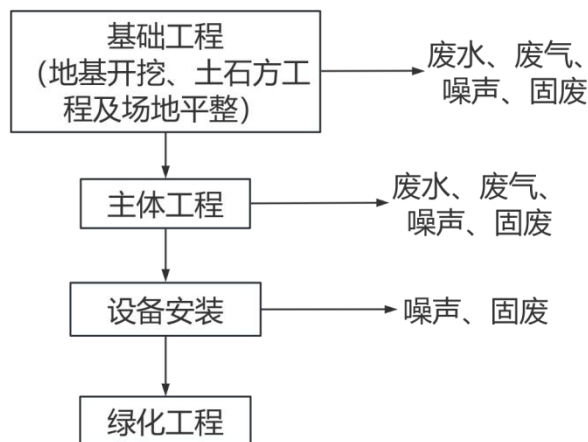 基础工程
（地基开挖、土石方工
程及场地平整）
废水、废气、
噪声、固废
主体工程
废水、废气、
噪声、固废
设备安装
噪声、固废
绿化工程